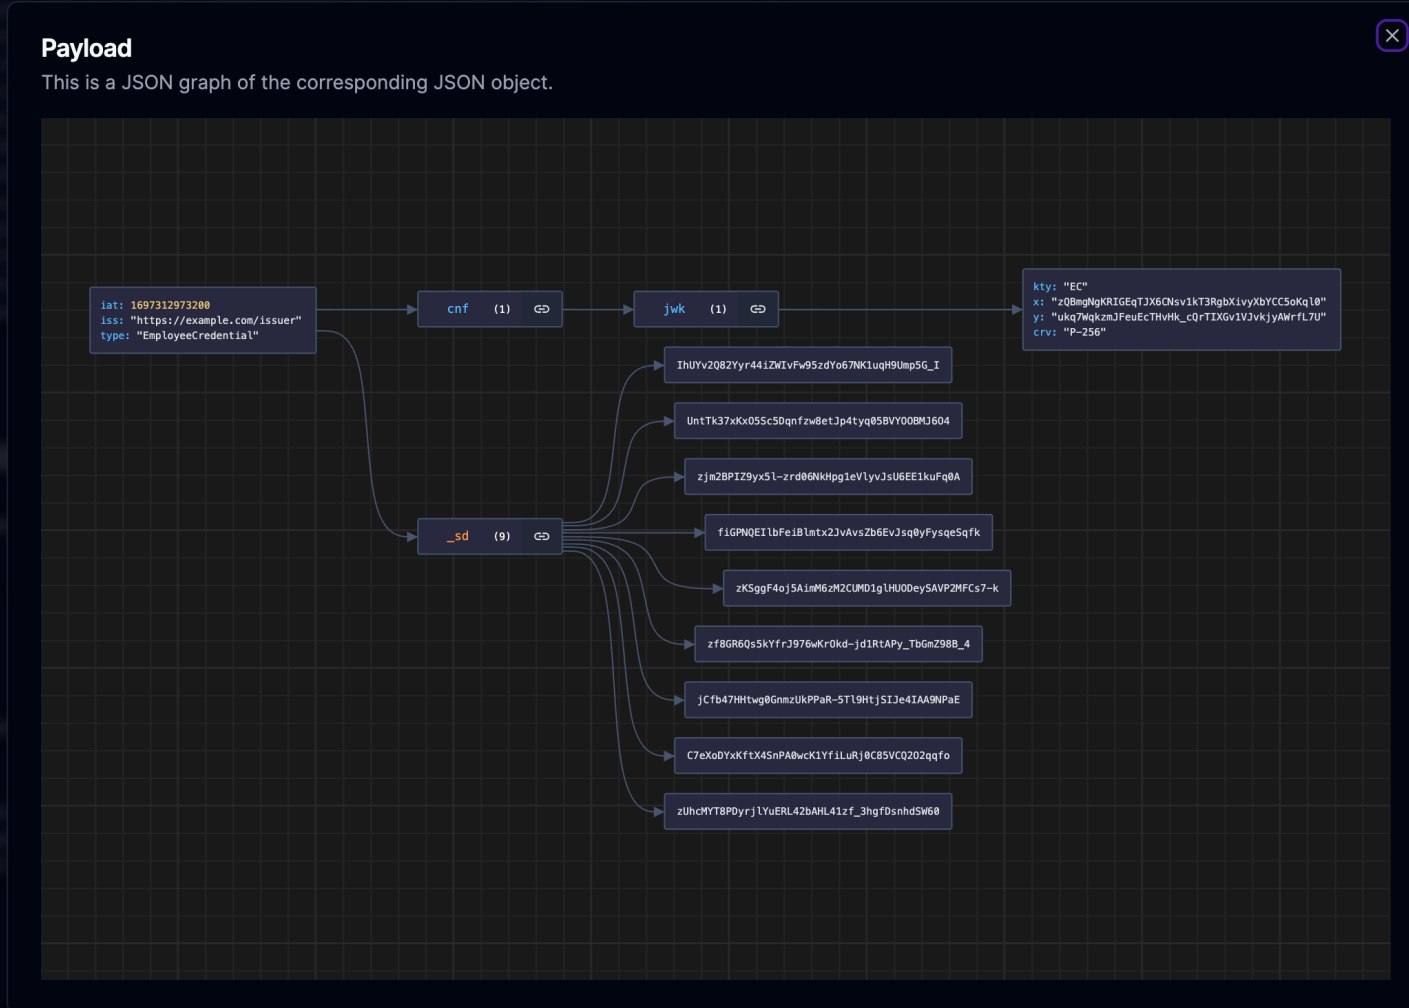 Payload
This is a JSON graph of the corresponding JSON object.
iat: 1697312973200
iss: "https://example.com/issuer"
type: "EmployeeCredential"
cnf (1)
jwk (1)
kty: "EC"
x: "zQBmgNgKRIGEqTJX6CNsv1kT3RgbXivyXbYCC5oKql0"
y: "ukq7WqkzmJFeuEcTHvHk_cQrTIXGv1VJvkjyAWrfL7U"
crv: "P-256"
IhUYv2Q82Yyr44iZWIvFw95zdYo67NK1uqH9Ump5G_I
UntTk37xKxO5Sc5Dqnfzw8etJp4tyq05BVYOOBMJ6O4
zjm2BPIZ9yx5l-zrd06NkHpg1eVlyvJsU6EE1kuFq0A
fiGPNQEIlbFeiBlmtx2JvAvsZb6EvJsq0yFysqeSqfk
_sd (9)
zKSggF4oj5AimM6zM2CUMD1glHUODeySAVP2MFCs7-k
zf8GR6Qs5kYfrJ976wKrOkd-jd1RtAPy_TbGmZ98B_4
jCfb47HHtwg0GnmzUkPPaR-5Tl9HtjSIJe4IAA9NPaE
C7eXoDYxKftX4SnPA0wcK1YfiLuRj0C85VCQ2O2qqfo
zUhcMYT8PDyrjlYuERL42bAHL41zf_3hgfDsnhdSW60